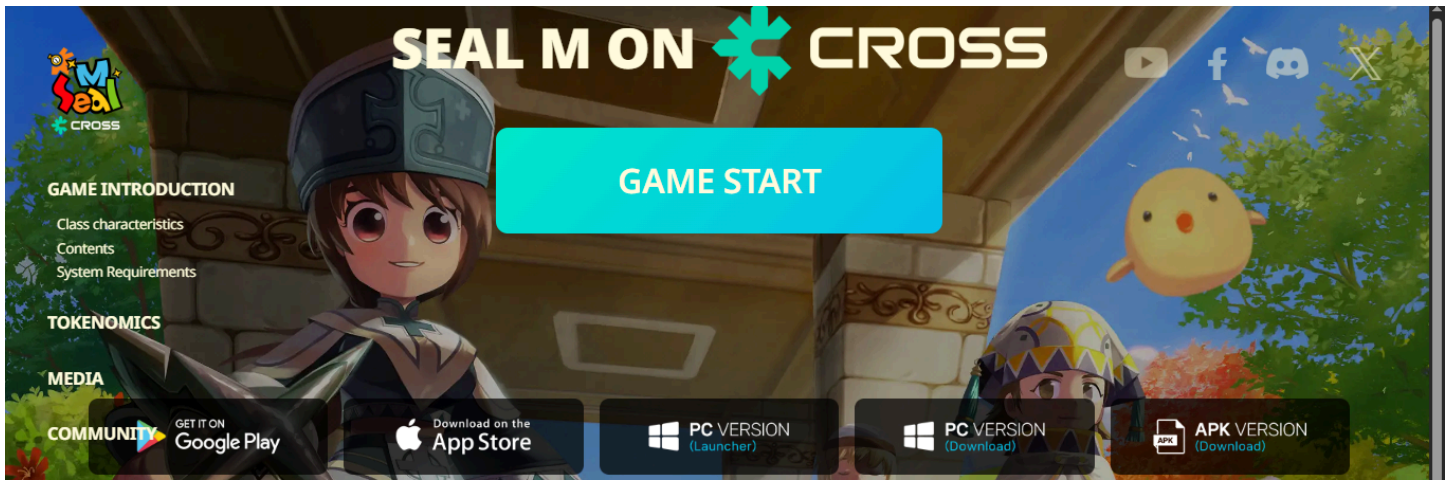 SEAL M ON CROSS
M
Seal
CROSS
GAME INTRODUCTION
Class characteristics
Contents
System Requirements
TOKENOMICS
MEDIA
COMMUNITY
GAME START
GET IT ON
Google Play
Download on the
App Store
PC VERSION
(Launcher)
PC VERSION
(Download)
APK
APK VERSION
(Download)